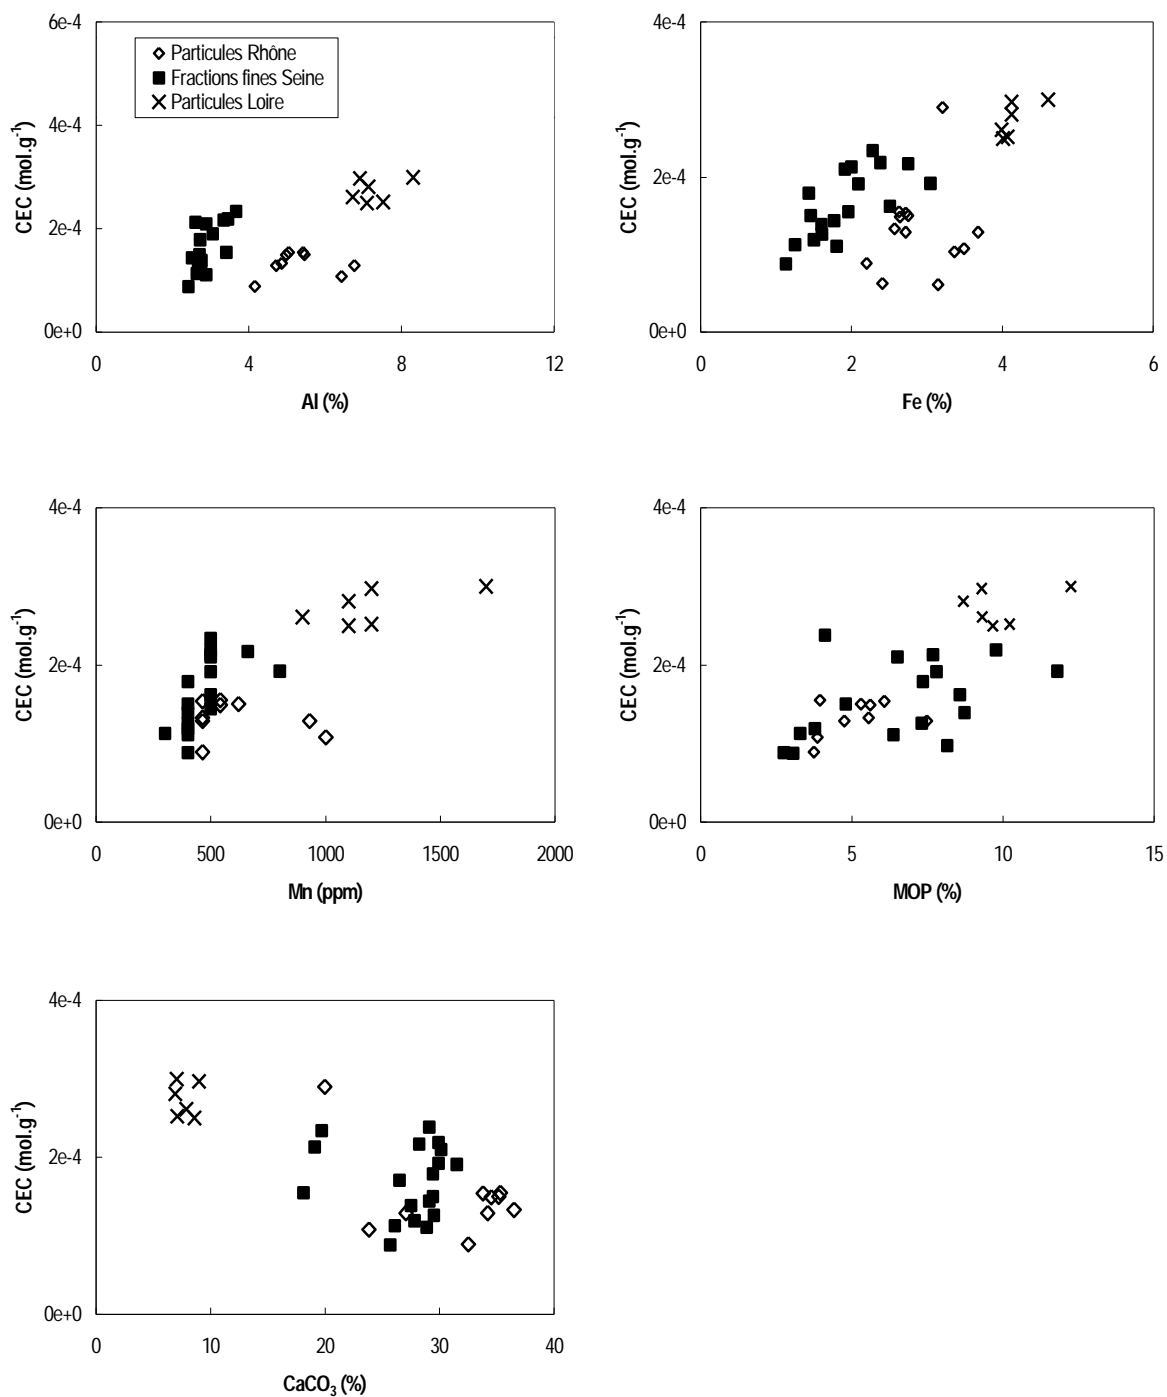 6e-4
4e-4
2e-4
0e+0
CEC (mol.g-1)
Particules Rhône
Fractions fines Seine
Particules Loire
0 4 8 12
Al (%)
4e-4
2e-4
0e+0
CEC (mol.g-1)
0 2 4 6
Fe (%)
4e-4
2e-4
0e+0
CEC (mol.g-1)
0 500 1000 1500 2000
Mn (ppm)
4e-4
2e-4
0e+0
CEC (mol.g-1)
0 5 10 15
MOP (%)
4e-4
2e-4
0e+0
CEC (mol.g-1)
0 10 20 30 40
CaCO3 (%)